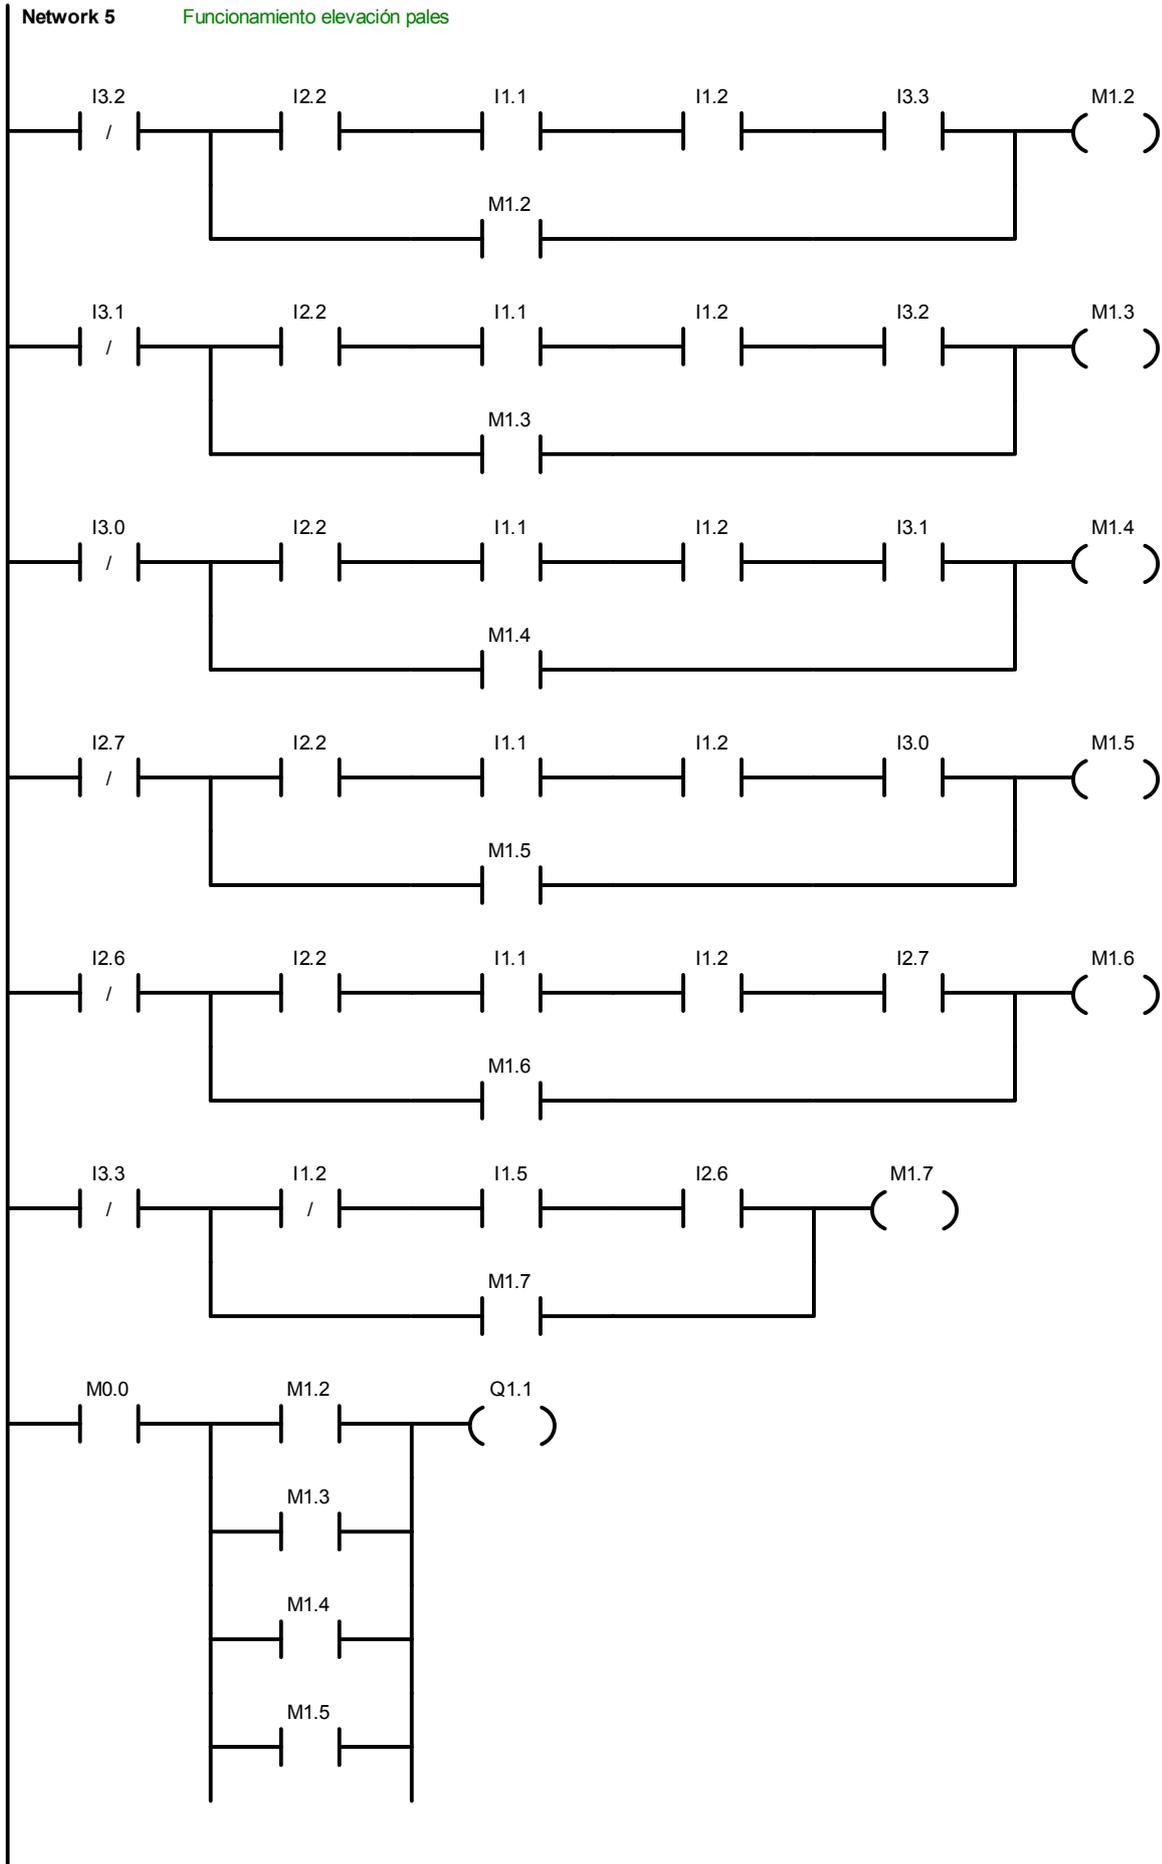 Network 5 Funcionamiento elevación pales
I3.2 I2.2 I1.1 I1.2 I3.3 M1.2
/
M1.2
I3.1 I2.2 I1.1 I1.2 I3.2 M1.3
/
M1.3
I3.0 I2.2 I1.1 I1.2 I3.1 M1.4
/
M1.4
I2.7 I2.2 I1.1 I1.2 I3.0 M1.5
/
M1.5
I2.6 I2.2 I1.1 I1.2 I2.7 M1.6
/
M1.6
I3.3 I1.2 I1.5 I2.6 M1.7
/ /
M1.7
M0.0 M1.2 Q1.1
M1.3
M1.4
M1.5